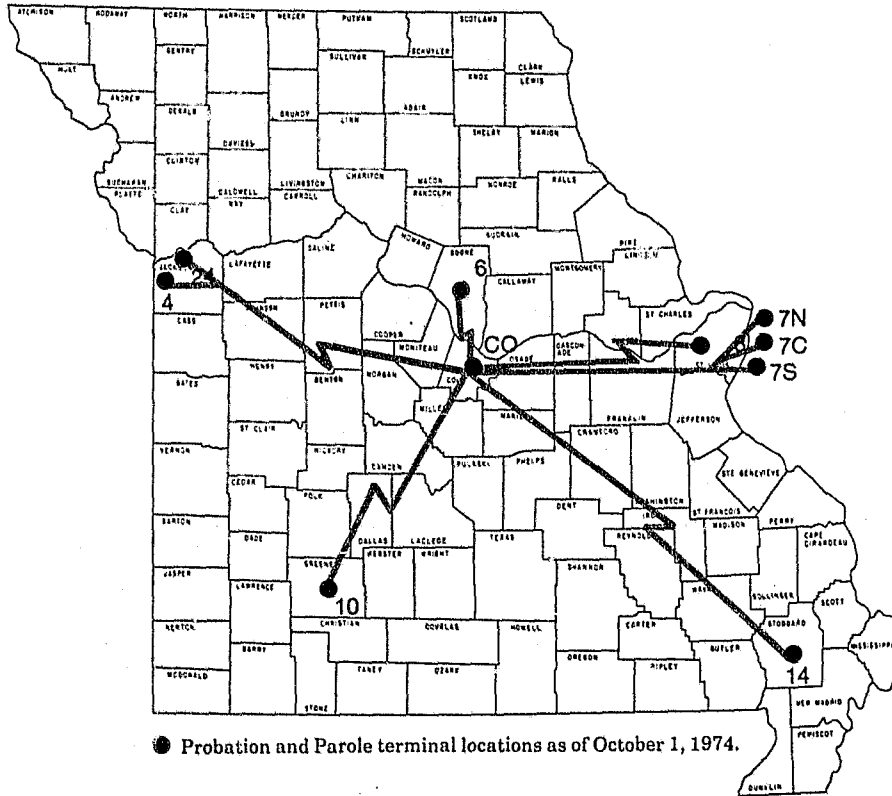 ATCHISON NODAWAY WORTH HARRISON MERCER PUTNAM SCOTLAND
SCHUYLER
GENTRY SULLIVAN CLARK
HOLT KNOX LEWIS
ANDREW ADAIR
DEKALB GRUNDY LINN
DAVIESS SHELBY MARION
CLINTON
BUCHANAN CALDWELL LIVINGSTON CHARITON MACON MONROE RALLS
PLATTE RAY CARROLL RANDOLPH
CLAY
AUDRAIN
HOWARD PIKE
SALINE BOONE LINCOLN
LAFAYETTE 6 CALLAWAY MONTGOMERY
24
4 ST CHARLES
7N
CASS PETTIS
COOPER CO 7C
MONITEAU OSAGE GASCONADE
7S
HENRY BENTON MORGAN
BATES MILLER
FRANKLIN JEFFERSON
ST CLAIR CRAWFORD
HICKORY
VERNON CAMDEN PULASKI PHELPS STE GENEVIEVE
CEDAR
POLK WASHINGTON
DENT IRON ST FRANCOIS
BARTON MADISON PERRY
DADE DALLAS LACLEDE TEXAS REYNOLDS CAPE GIRARDEAU
GREENE WEBSTER WRIGHT
JASPER SHANNON
LAWRENCE WAYNE BOLLINGER
10 SCOTT
NEWTON CHRISTIAN DOUGLAS HOWELL CARTER STODDARD
BARRY BUTLER MISSISSIPPI
MCDONALD TANEY OZARK OREGON RIPLEY
14
STONE NEW MADRID
PEMISCOT
DUNKLIN
Probation and Parole terminal locations as of October 1, 1974.